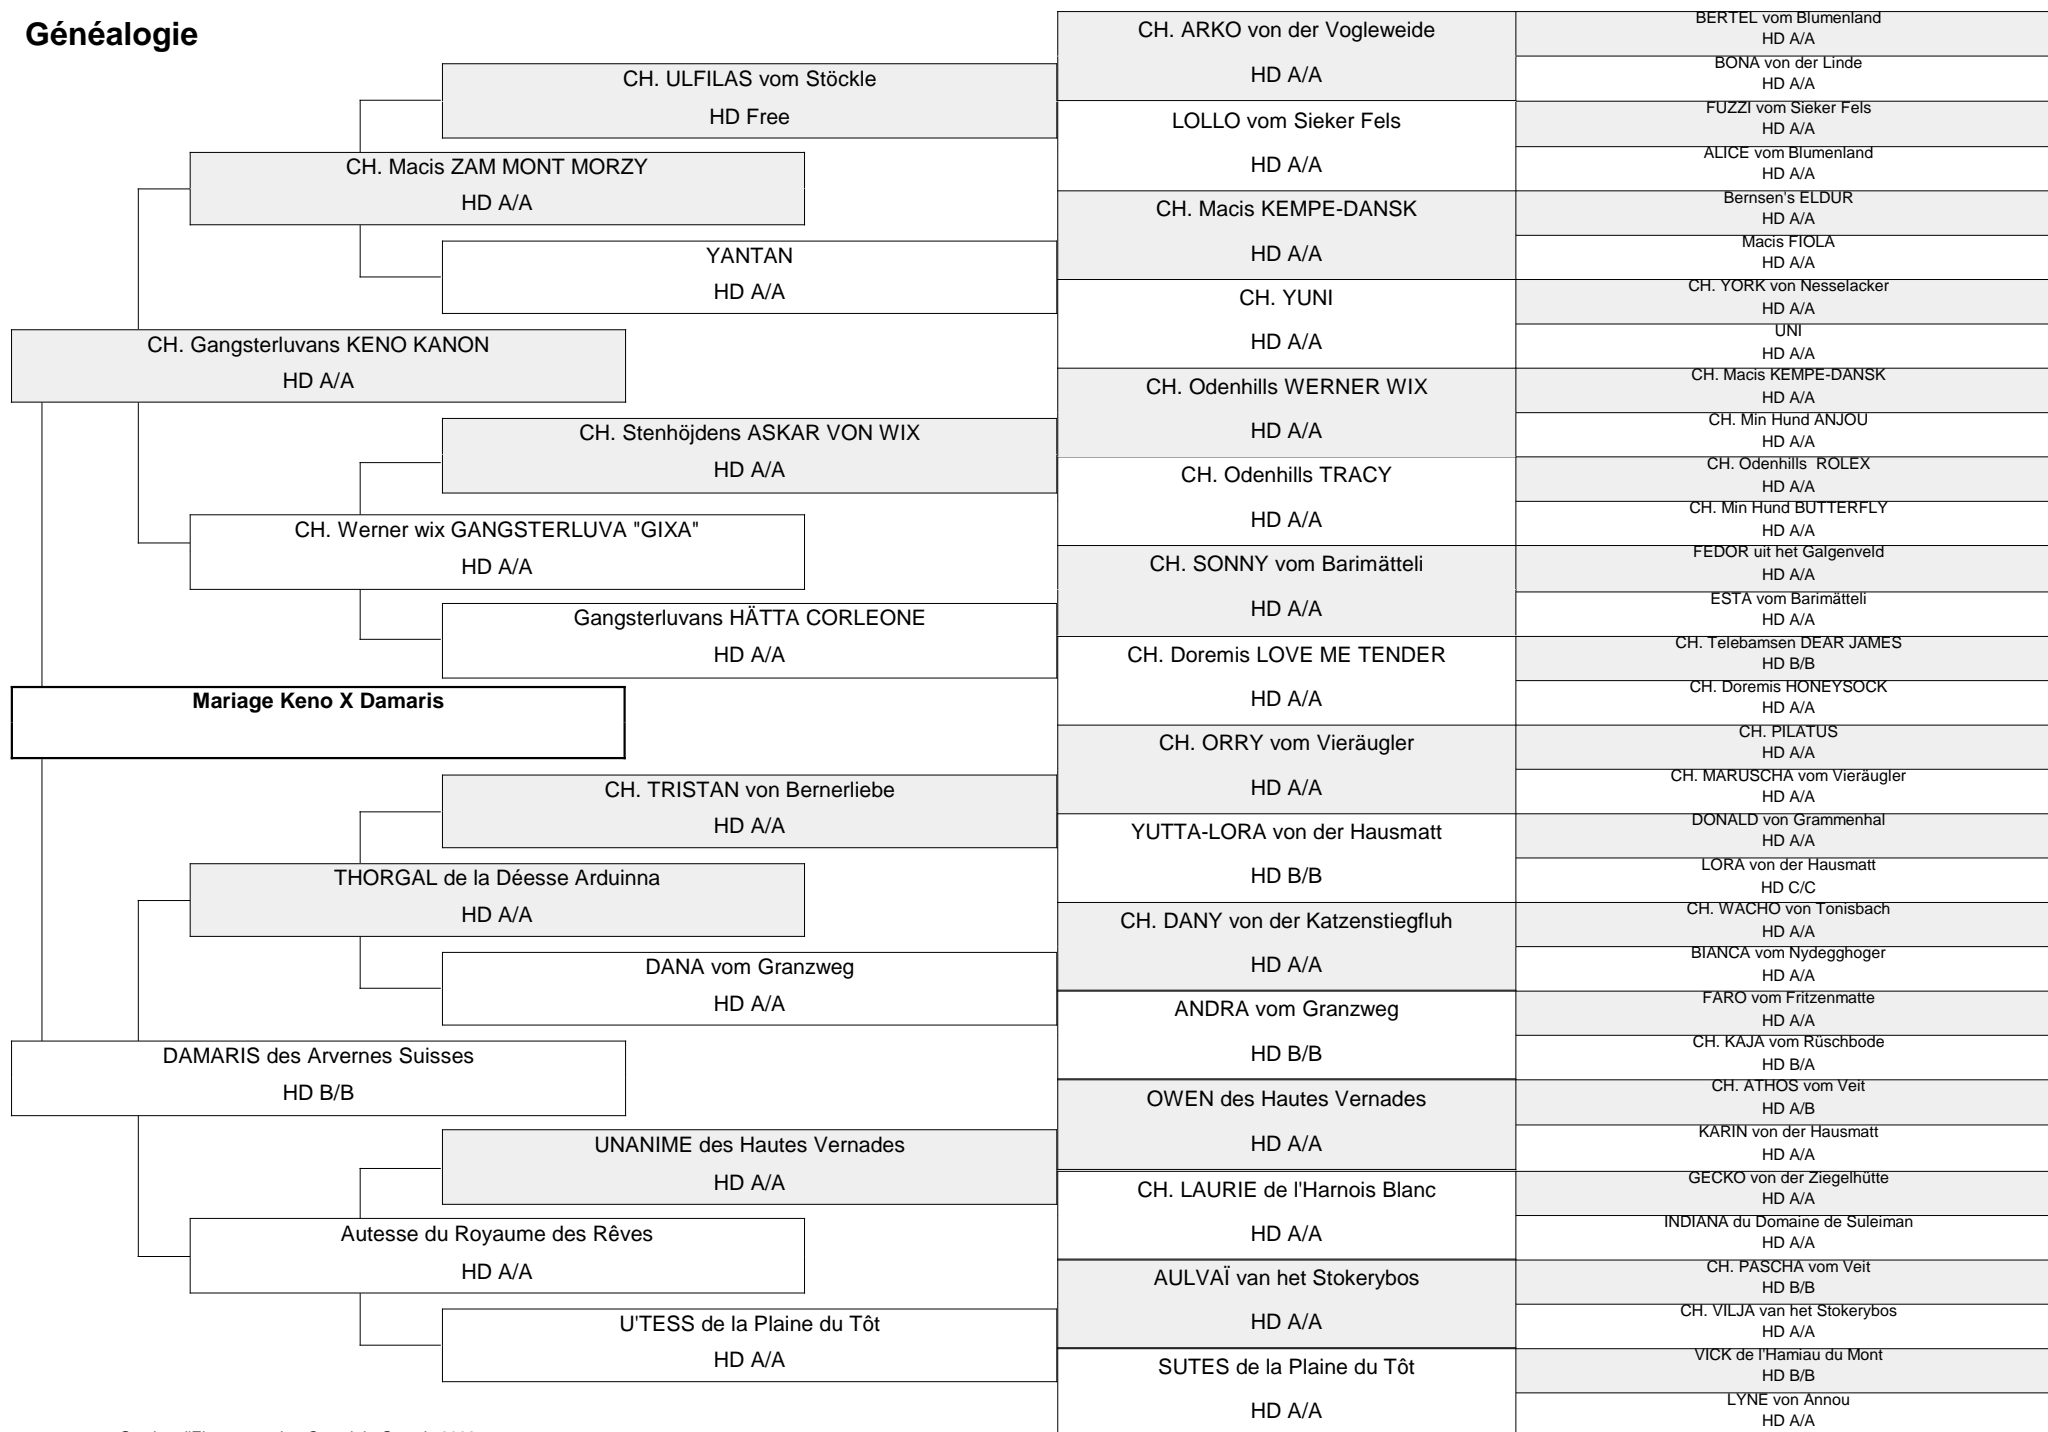 Généalogie
CH. Gangsterluvans KENO KANON
HD A/A
Mariage Keno X Damaris
DAMARIS des Arvernes Suisses
HD B/B
CH. Macis ZAM MONT MORZY
HD A/A
CH. Werner wix GANGSTERLUVA "GIXA"
HD A/A
THORGAL de la Déesse Arduinna
HD A/A
Autesse du Royaume des Rêves
HD A/A
CH. ULFILAS vom Stöckle
HD Free
YANTAN
HD A/A
CH. Stenhöjdens ASKAR VON WIX
HD A/A
Gangsterluvans HÄTTA CORLEONE
HD A/A
CH. TRISTAN von Bernerliebe
HD A/A
DANA vom Granzweg
HD A/A
UNANIME des Hautes Vernades
HD A/A
U'TESS de la Plaine du Tôt
HD A/A
CH. ARKO von der Vogleweide
HD A/A
LOLLO vom Sieker Fels
HD A/A
CH. Macis KEMPE-DANSK
HD A/A
CH. YUNI
HD A/A
CH. Odenhills WERNER WIX
HD A/A
CH. Odenhills TRACY
HD A/A
CH. SONNY vom Barimätteli
HD A/A
CH. Doremis LOVE ME TENDER
HD A/A
CH. ORRY vom Vieräugler
HD A/A
YUTTA-LORA von der Hausmatt
HD B/B
CH. DANY von der Katzenstiegfluh
HD A/A
ANDRA vom Granzweg
HD B/B
OWEN des Hautes Vernades
HD A/A
CH. LAURIE de l'Harnois Blanc
HD A/A
AULVAÏ van het Stokerybos
HD A/A
SUTES de la Plaine du Tôt
HD A/A
BERTEL vom Blumenland
HD A/A
BONA von der Linde
HD A/A
FUZZI vom Sieker Fels
HD A/A
ALICE vom Blumenland
HD A/A
Bernsen's ELDUR
HD A/A
Macis FIOLA
HD A/A
CH. YORK von Nesselacker
HD A/A
UNI
HD A/A
CH. Macis KEMPE-DANSK
HD A/A
CH. Min Hund ANJOU
HD A/A
CH. Odenhills ROLEX
HD A/A
CH. Min Hund BUTTERFLY
HD A/A
FEDOR uit het Galgenveld
HD A/A
ESTA vom Barimätteli
HD A/A
CH. Telebamsen DEAR JAMES
HD B/B
CH. Doremis HONEYSOCK
HD A/A
CH. PILATUS
HD A/A
CH. MARUSCHA vom Vieräugler
HD A/A
DONALD von Grammenhal
HD A/A
LORA von der Hausmatt
HD C/C
CH. WACHO von Tonisbach
HD A/A
BIANCA vom Nydegghoger
HD A/A
FARO vom Fritzenmatte
HD A/A
CH. KAJA vom Rüschbode
HD B/A
CH. ATHOS vom Veit
HD A/B
KARIN von der Hausmatt
HD A/A
GECKO von der Ziegelhütte
HD A/A
INDIANA du Domaine de Suleiman
HD A/A
CH. PASCHA vom Veit
HD B/B
CH. VILJA van het Stokerybos
HD A/A
VICK de l'Hamiau du Mont
HD B/B
LYNE von Annou
HD A/A